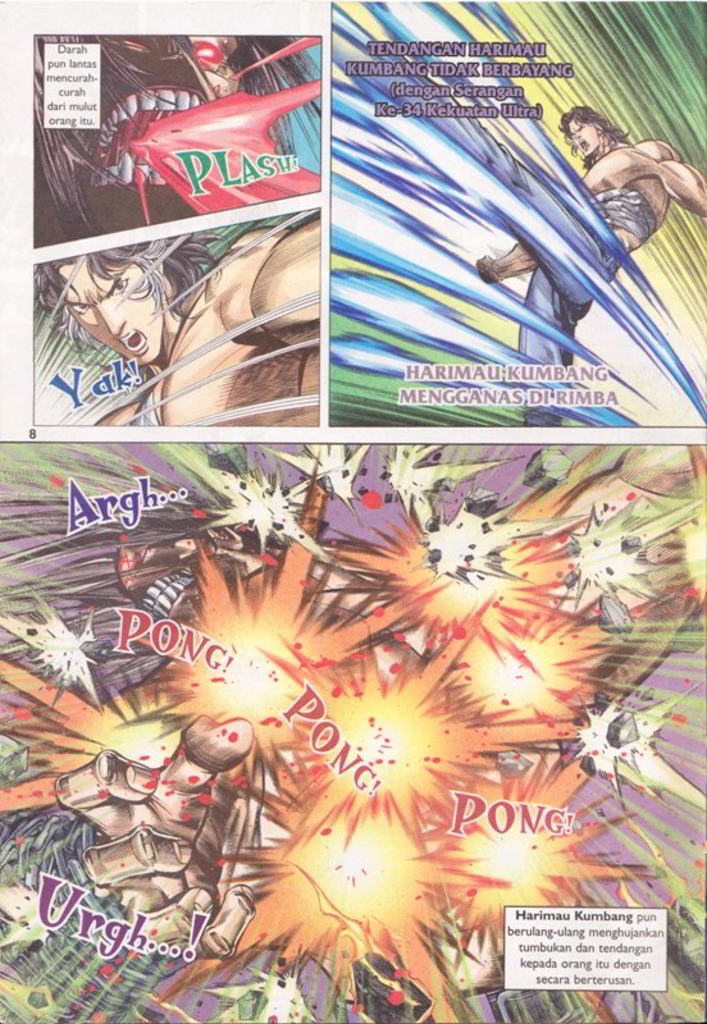 Darah
pun lantas
mencurah-
curah
dari mulut
orang itu.
PLASH!
Yak!
TENDANGAN HARIMAU
KUMBANG TIDAK BERBAYANG
(dengan Serangan
Ke-34 Kekuatan Ultra)
HARIMAU KUMBANG
MENGGANAS DI RIMBA
8
Argh...
PONG!
PONG!
PONG!
Urgh...!
Harimau Kumbang pun
berulang-ulang menghujankan
tumbukan dan tendangan
kepada orang itu dengan
secara berterusan.